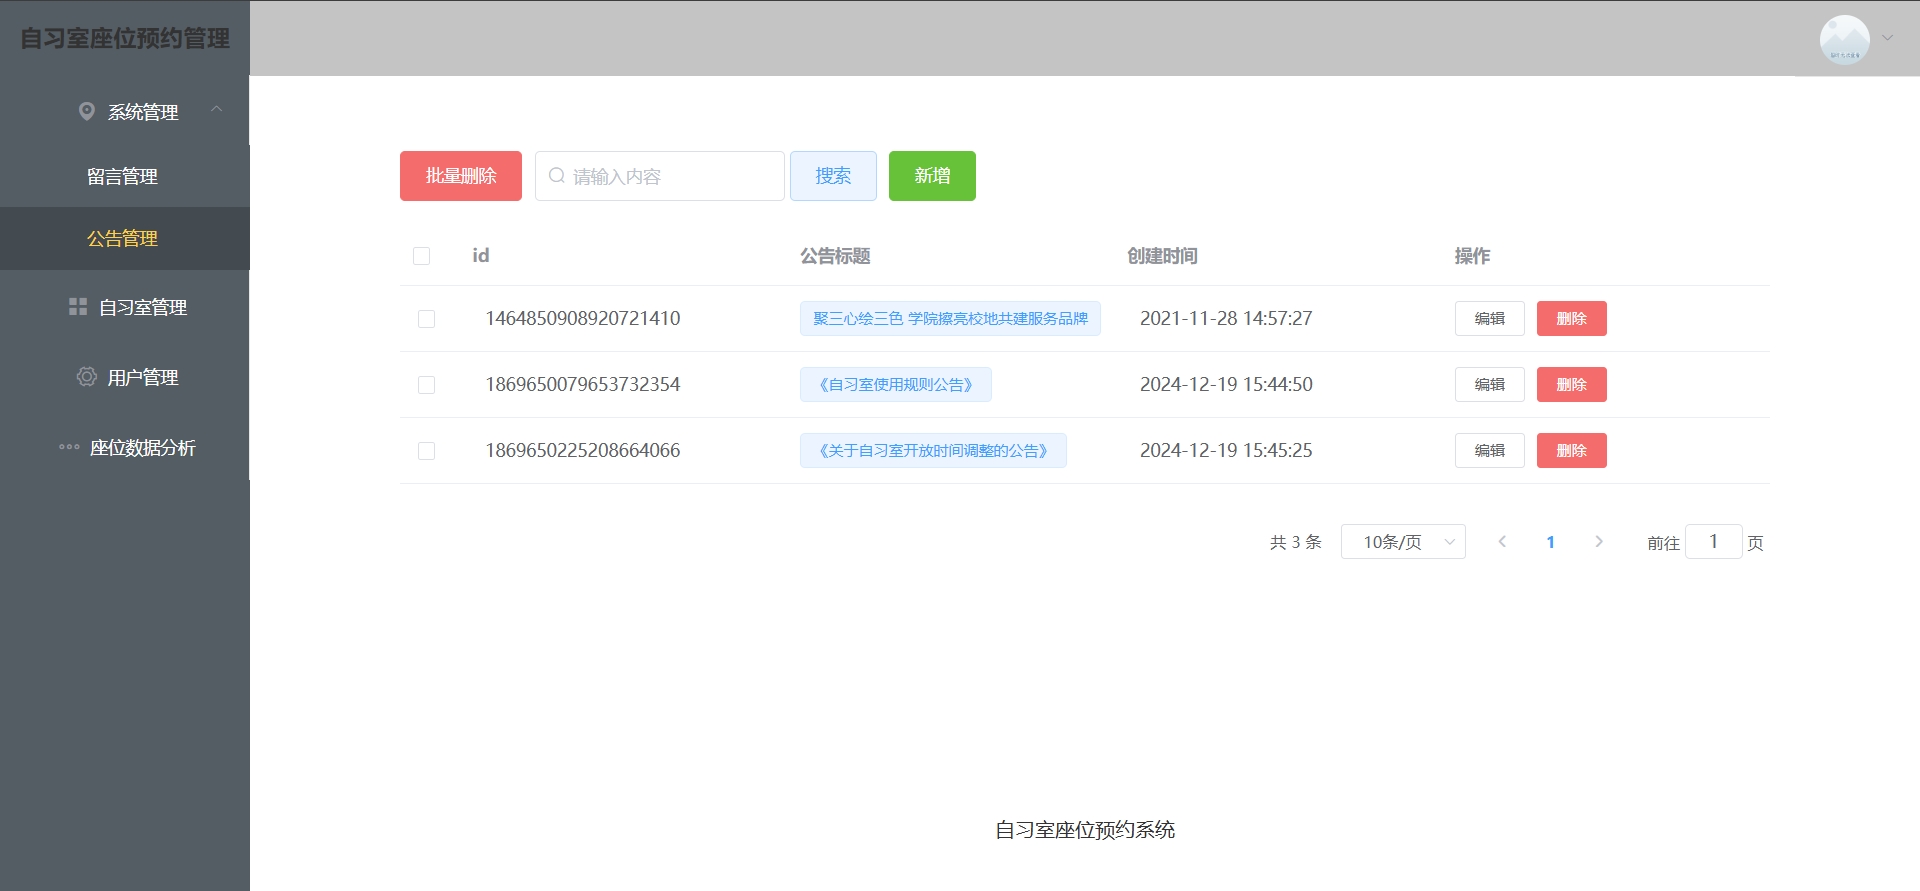 自习室座位预约管理
系统管理
留言管理
公告管理
自习室管理
用户管理
座位数据分析
批量删除 请输入内容 搜索 新增
id 公告标题 创建时间 操作
1464850908920721410 聚三心绘三色 学院擦亮校地共建服务品牌 2021-11-28 14:57:27 编辑 删除
1869650079653732354 《自习室使用规则公告》 2024-12-19 15:44:50 编辑 删除
1869650225208664066 《关于自习室开放时间调整的公告》 2024-12-19 15:45:25 编辑 删除
共 3 条 10条/页 1 前往 1 页
自习室座位预约系统